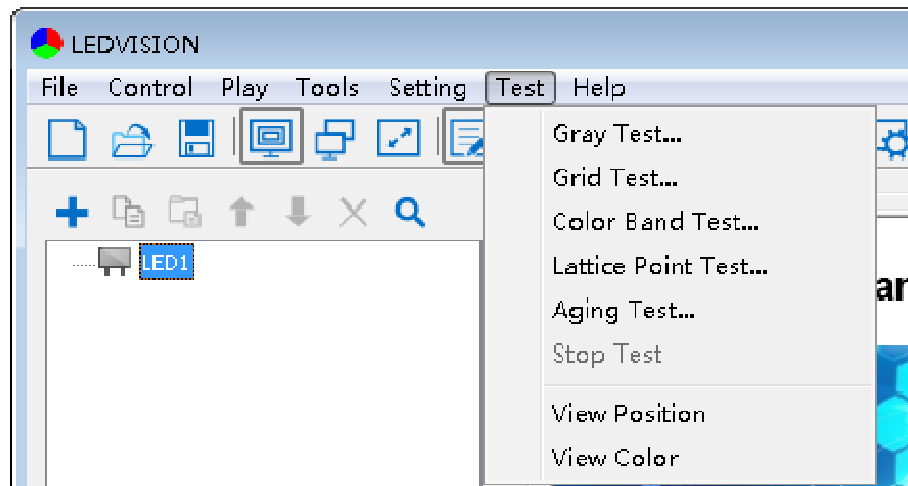 LEDVISION
File Control Play Tools Setting Test Help
Gray Test...
Grid Test...
Color Band Test...
Lattice Point Test...
Aging Test...
Stop Test
View Position
View Color
LED1